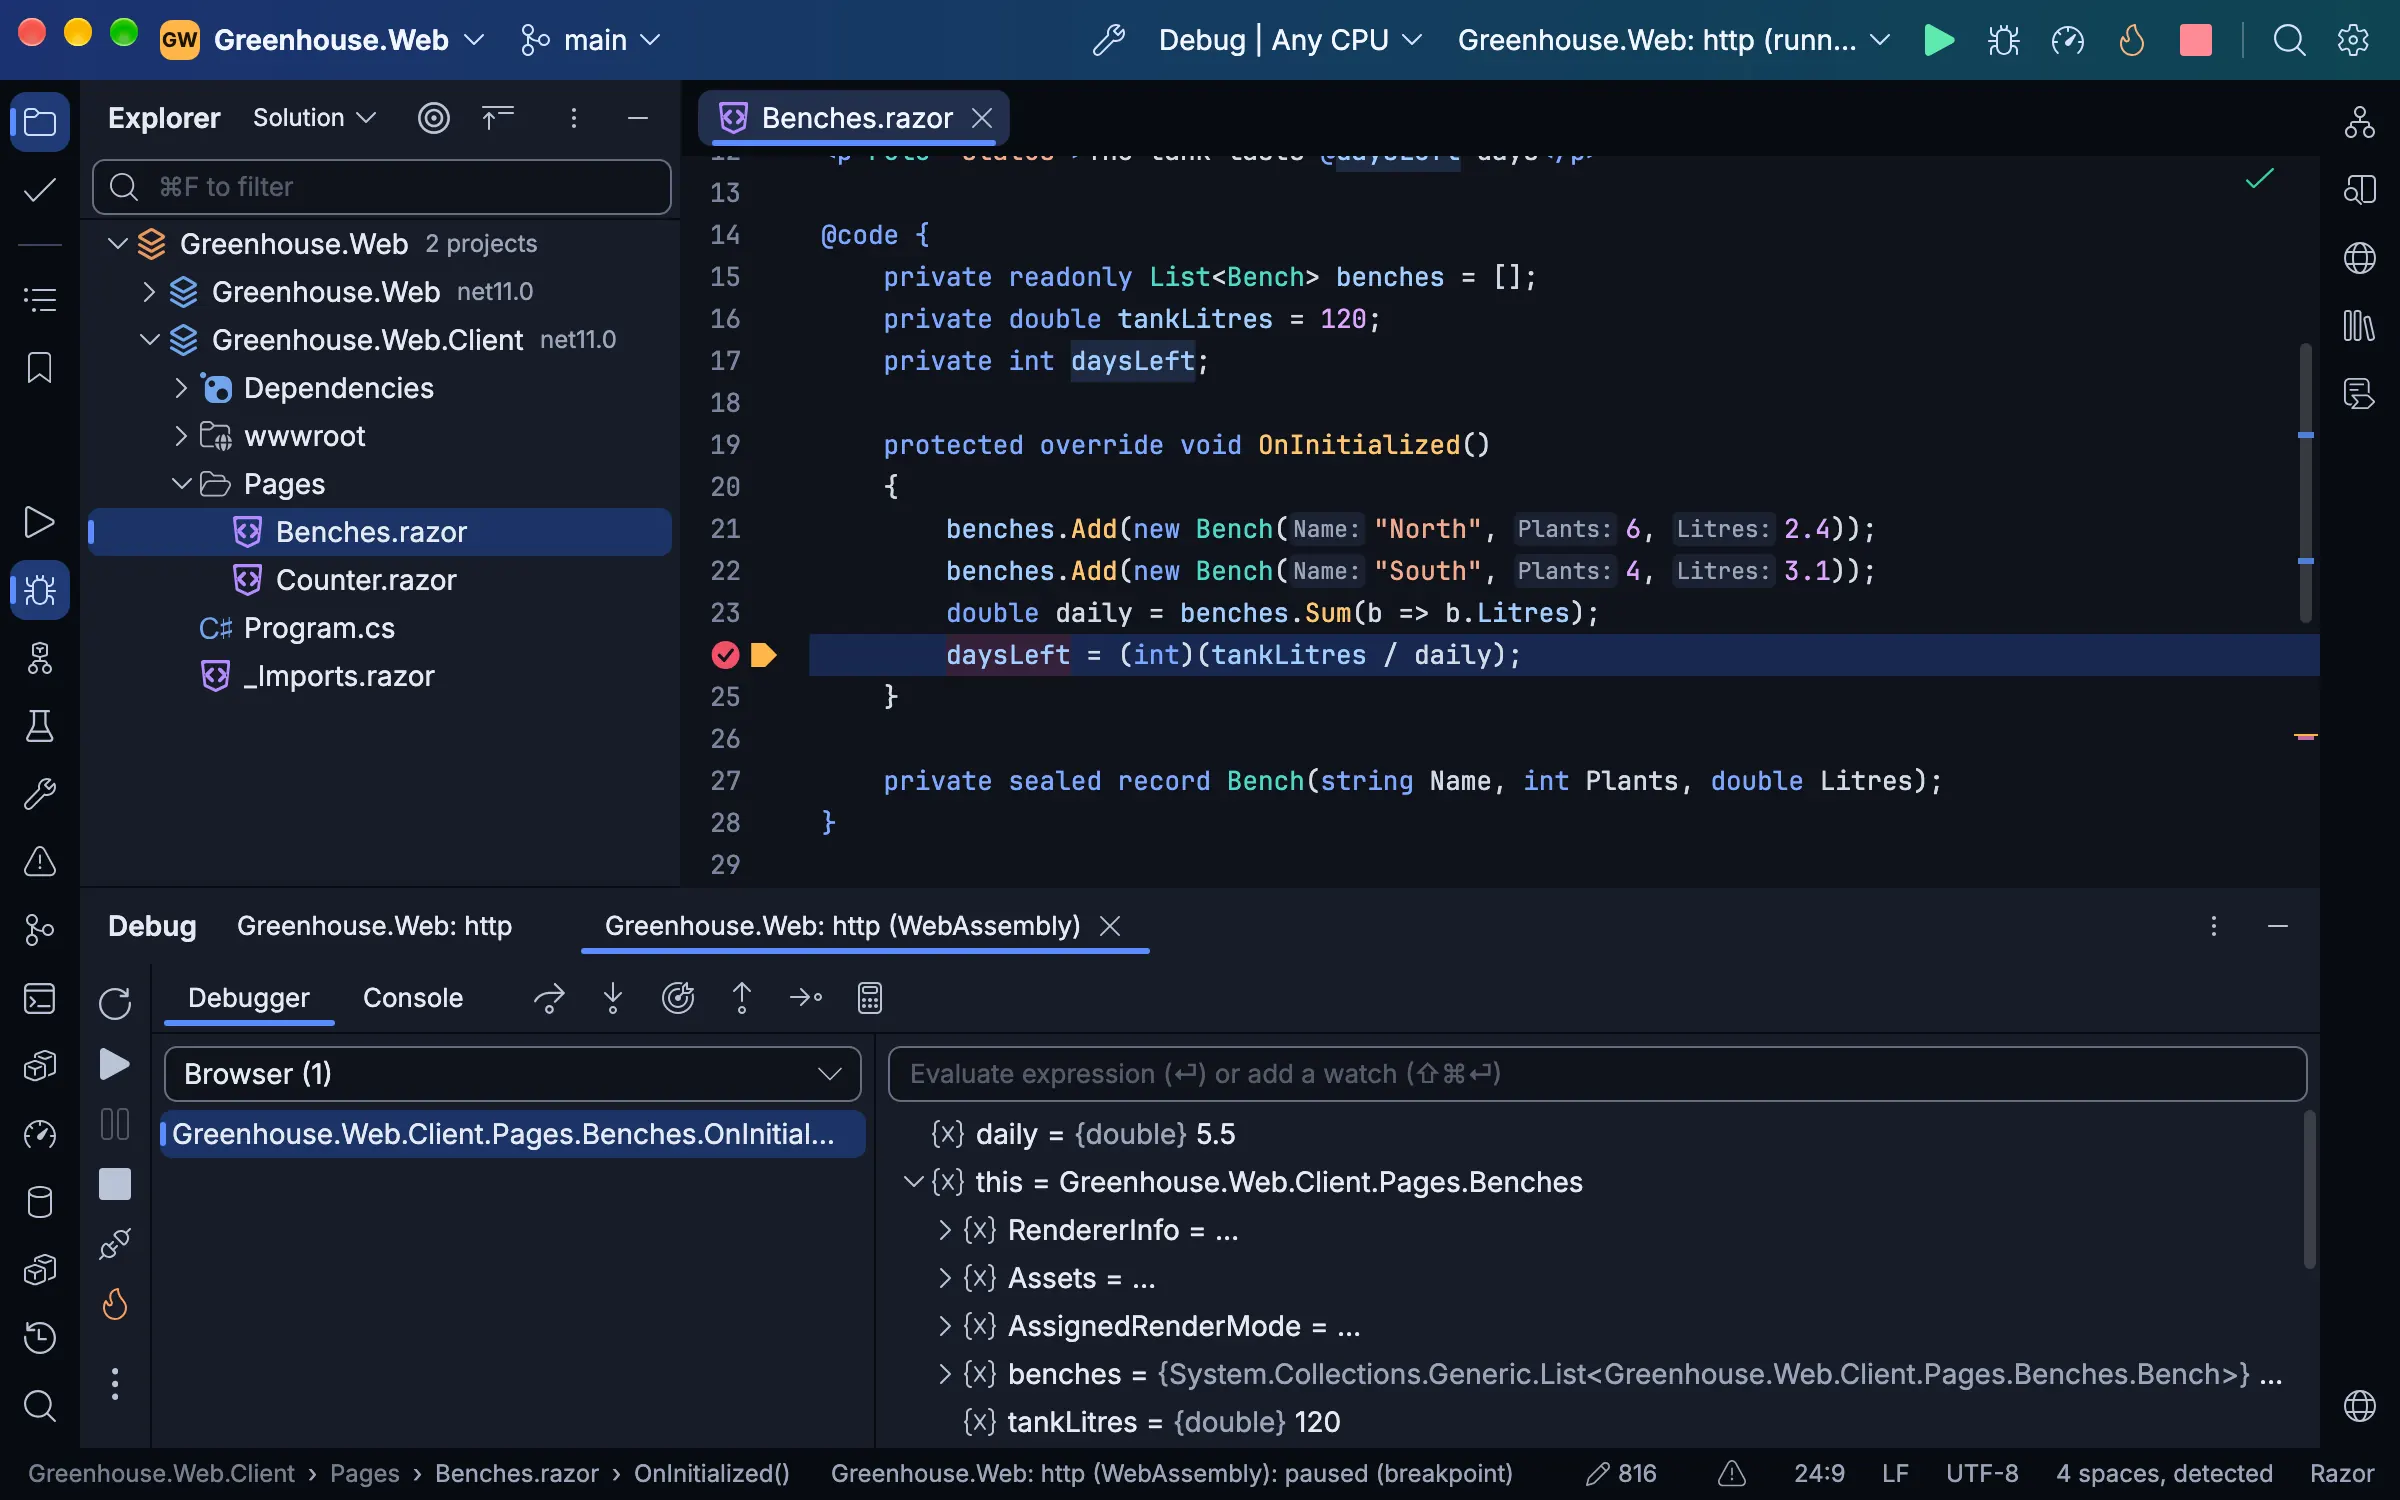 GW Greenhouse.Web main Debug | Any CPU Greenhouse.Web: http (runn...
Explorer Solution
⌘F to filter
Greenhouse.Web 2 projects
Greenhouse.Web net11.0
Greenhouse.Web.Client net11.0
Dependencies
wwwroot
Pages
Benches.razor
Counter.razor
C# Program.cs
_Imports.razor
Benches.razor
13
14 @code {
15 private readonly List<Bench> benches = [];
16 private double tankLitres = 120;
17 private int daysLeft;
18
19 protected override void OnInitialized()
20 {
21 benches.Add(new Bench(Name: "North", Plants: 6, Litres: 2.4));
22 benches.Add(new Bench(Name: "South", Plants: 4, Litres: 3.1));
23 double daily = benches.Sum(b => b.Litres);
daysLeft = (int)(tankLitres / daily);
25 }
26
27 private sealed record Bench(string Name, int Plants, double Litres);
28 }
29
Debug Greenhouse.Web: http Greenhouse.Web: http (WebAssembly)
Debugger Console
Browser (1)
Greenhouse.Web.Client.Pages.Benches.OnInitial...
Evaluate expression (⏎) or add a watch (⇧⌘⏎)
{x} daily = {double} 5.5
{x} this = Greenhouse.Web.Client.Pages.Benches
{x} RendererInfo = ...
{x} Assets = ...
{x} AssignedRenderMode = ...
{x} benches = {System.Collections.Generic.List<Greenhouse.Web.Client.Pages.Benches.Bench>} ...
{x} tankLitres = {double} 120
Greenhouse.Web.Client › Pages › Benches.razor › OnInitialized() Greenhouse.Web: http (WebAssembly): paused (breakpoint) 816 24:9 LF UTF-8 4 spaces, detected Razor